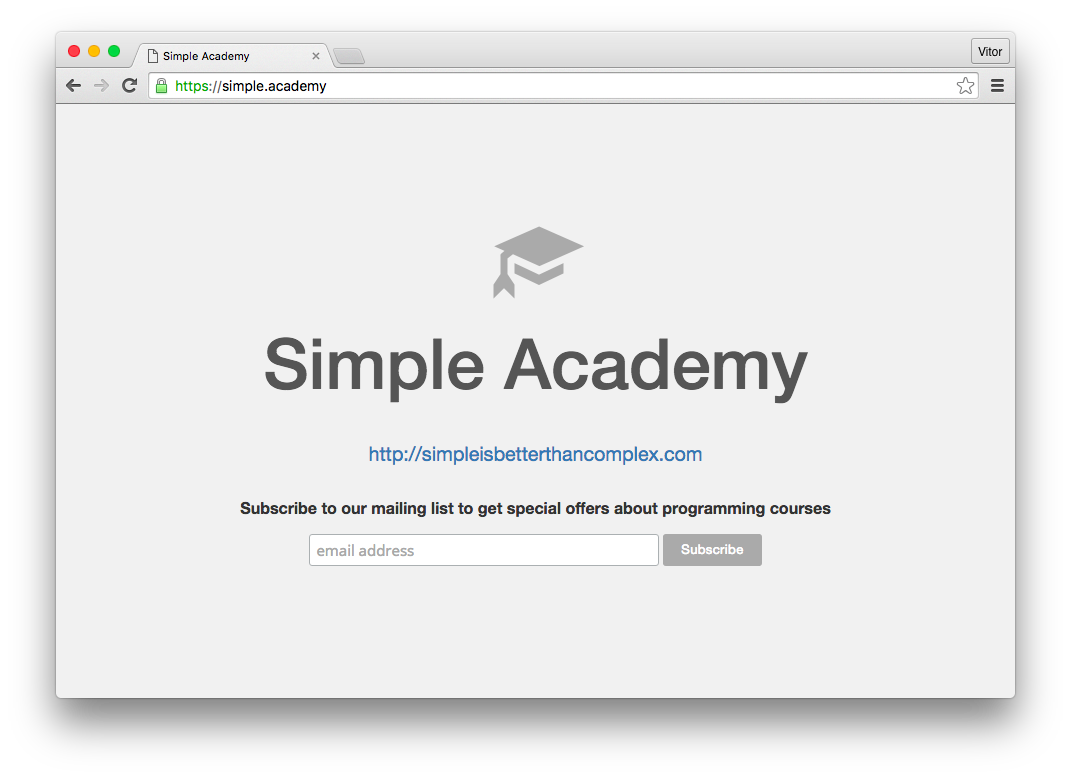 Simple Academy
Vitor
https://simple.academy
Simple Academy
http://simpleisbetterthancomplex.com
Subscribe to our mailing list to get special offers about programming courses
email address
Subscribe